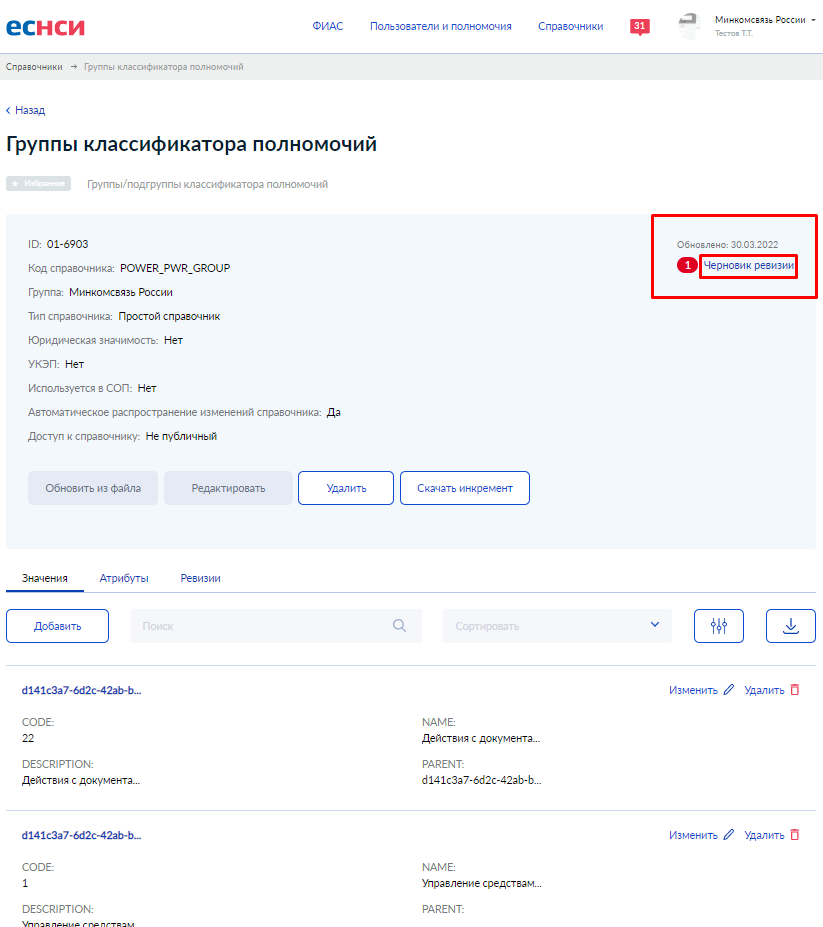 еснси
ФИАС Пользователи и полномочия Справочники 31 Минкомсвязь России
Тестов Т.Т.
Справочники → Группы классификатора полномочий
Назад
Группы классификатора полномочий
Избранное Группы/подгруппы классификатора полномочий
ID: 01-6903
Обновлено: 30.03.2022
Код справочника: POWER_PWR_GROUP
1 Черновик ревизии
Группа: Минкомсвязь России
Тип справочника: Простой справочник
Юридическая значимость: Нет
УКЭП: Нет
Используется в СОП: Нет
Автоматическое распространение изменений справочника: Да
Доступ к справочнику: Не публичный
Обновить из файла Редактировать Удалить Скачать инкремент
Значения Атрибуты Ревизии
Добавить Поиск Сортировать
d141c3a7-6d2c-42ab-b... Изменить Удалить
CODE: NAME:
22 Действия с документа...
DESCRIPTION: PARENT:
Действия с документа... d141c3a7-6d2c-42ab-b...
d141c3a7-6d2c-42ab-b... Изменить Удалить
CODE: NAME:
1 Управление средствам...
DESCRIPTION: PARENT:
Управление средствам